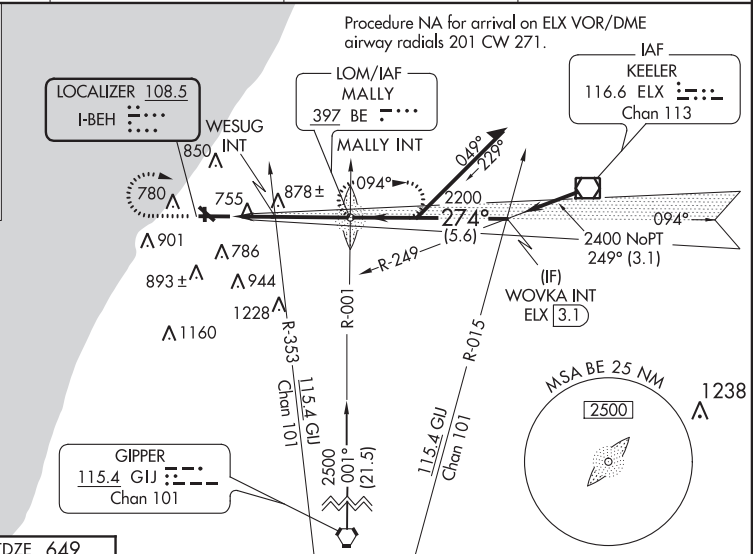 Procedure NA for arrival on ELX VOR/DME
airway radials 201 CW 271.
LOCALIZER 108.5
I-BEH
LOM/IAF
MALLY
397 BE
MALLY INT
IAF
KEELER
116.6 ELX
Chan 113
WESUG
INT
850
780
755
878 ±
094°
049°
229°
2200
274°
(5.6)
094°
2400 NoPT
249° (3.1)
901
786
R-249
(IF)
WOVKA INT
ELX 3.1
893 ±
944
1228
1160
R-353
115.4 GIJ
Chan 101
R-001
2500
001°
(21.5)
R-015
115.4 GIJ
Chan 101
MSA BE 25 NM
2500
1238
GIPPER
115.4 GIJ
Chan 101
TDZE 649